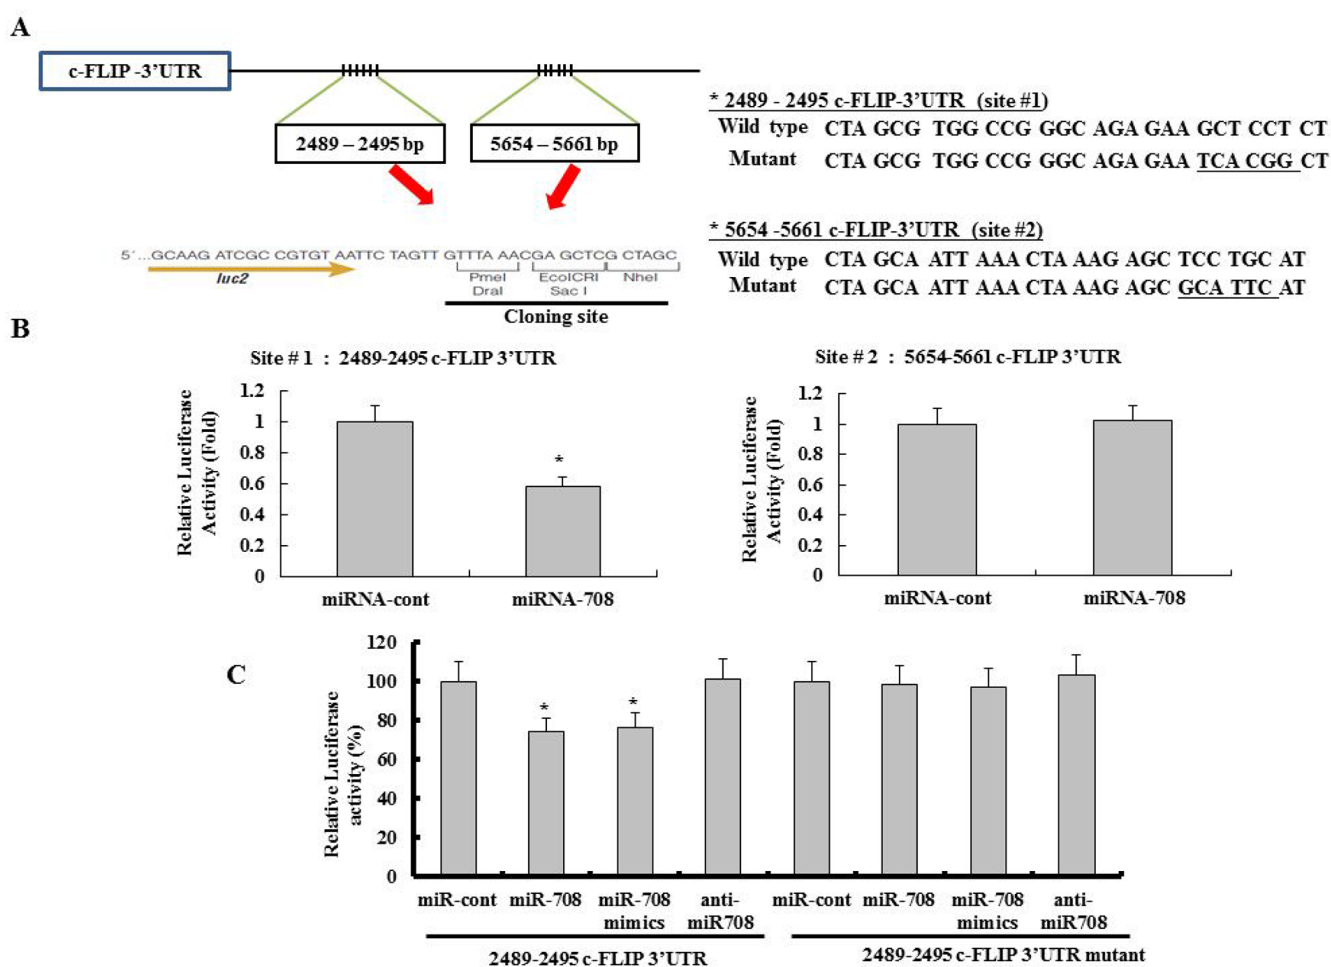 A
c-FLIP -3'UTR
2489 – 2495 bp
5654 – 5661 bp
* 2489 - 2495 c-FLIP-3'UTR (site #1)
Wild type CTA GCG TGG CCG GGC AGA GAA GCT CCT CT
Mutant CTA GCG TGG CCG GGC AGA GAA TCA CGG CT
* 5654 -5661 c-FLIP-3'UTR (site #2)
Wild type CTA GCA ATT AAA CTA AAG AGC TCC TGC AT
Mutant CTA GCA ATT AAA CTA AAG AGC GCA TTC AT
5´...GCAAG ATCGC CGTGT AATTC TAGTT GTTTA AACGA GCTCG CTAGC
luc2
PmeI
DraI
EcoICRI
Sac I
NheI
Cloning site
B
Site # 1 : 2489-2495 c-FLIP 3'UTR
Relative Luciferase
Activity (Fold)
1.2
1
0.8
0.6
0.4
0.2
0
*
miRNA-cont
miRNA-708
Site # 2 : 5654-5661 c-FLIP 3'UTR
Relative Luciferase
Activity (Fold)
1.2
1
0.8
0.6
0.4
0.2
0
miRNA-cont
miRNA-708
C
Relative Luciferase
activity (%)
120
100
80
60
40
20
0
*
*
miR-cont
miR-708
miR-708
mimics
anti-
miR708
miR-cont
miR-708
miR-708
mimics
anti-
miR708
2489-2495 c-FLIP 3'UTR
2489-2495 c-FLIP 3'UTR mutant